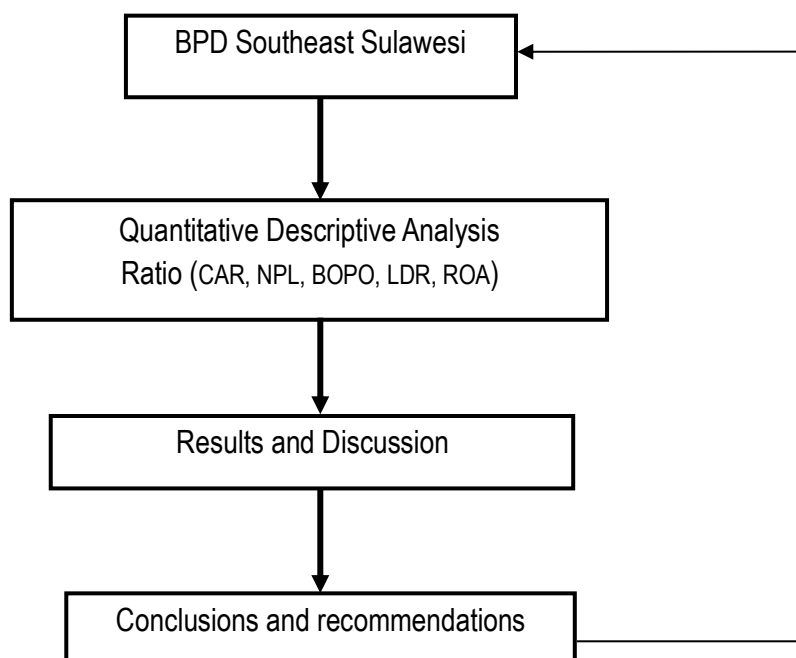 BPD Southeast Sulawesi
Quantitative Descriptive Analysis
Ratio (CAR, NPL, BOPO, LDR, ROA)
Results and Discussion
Conclusions and recommendations